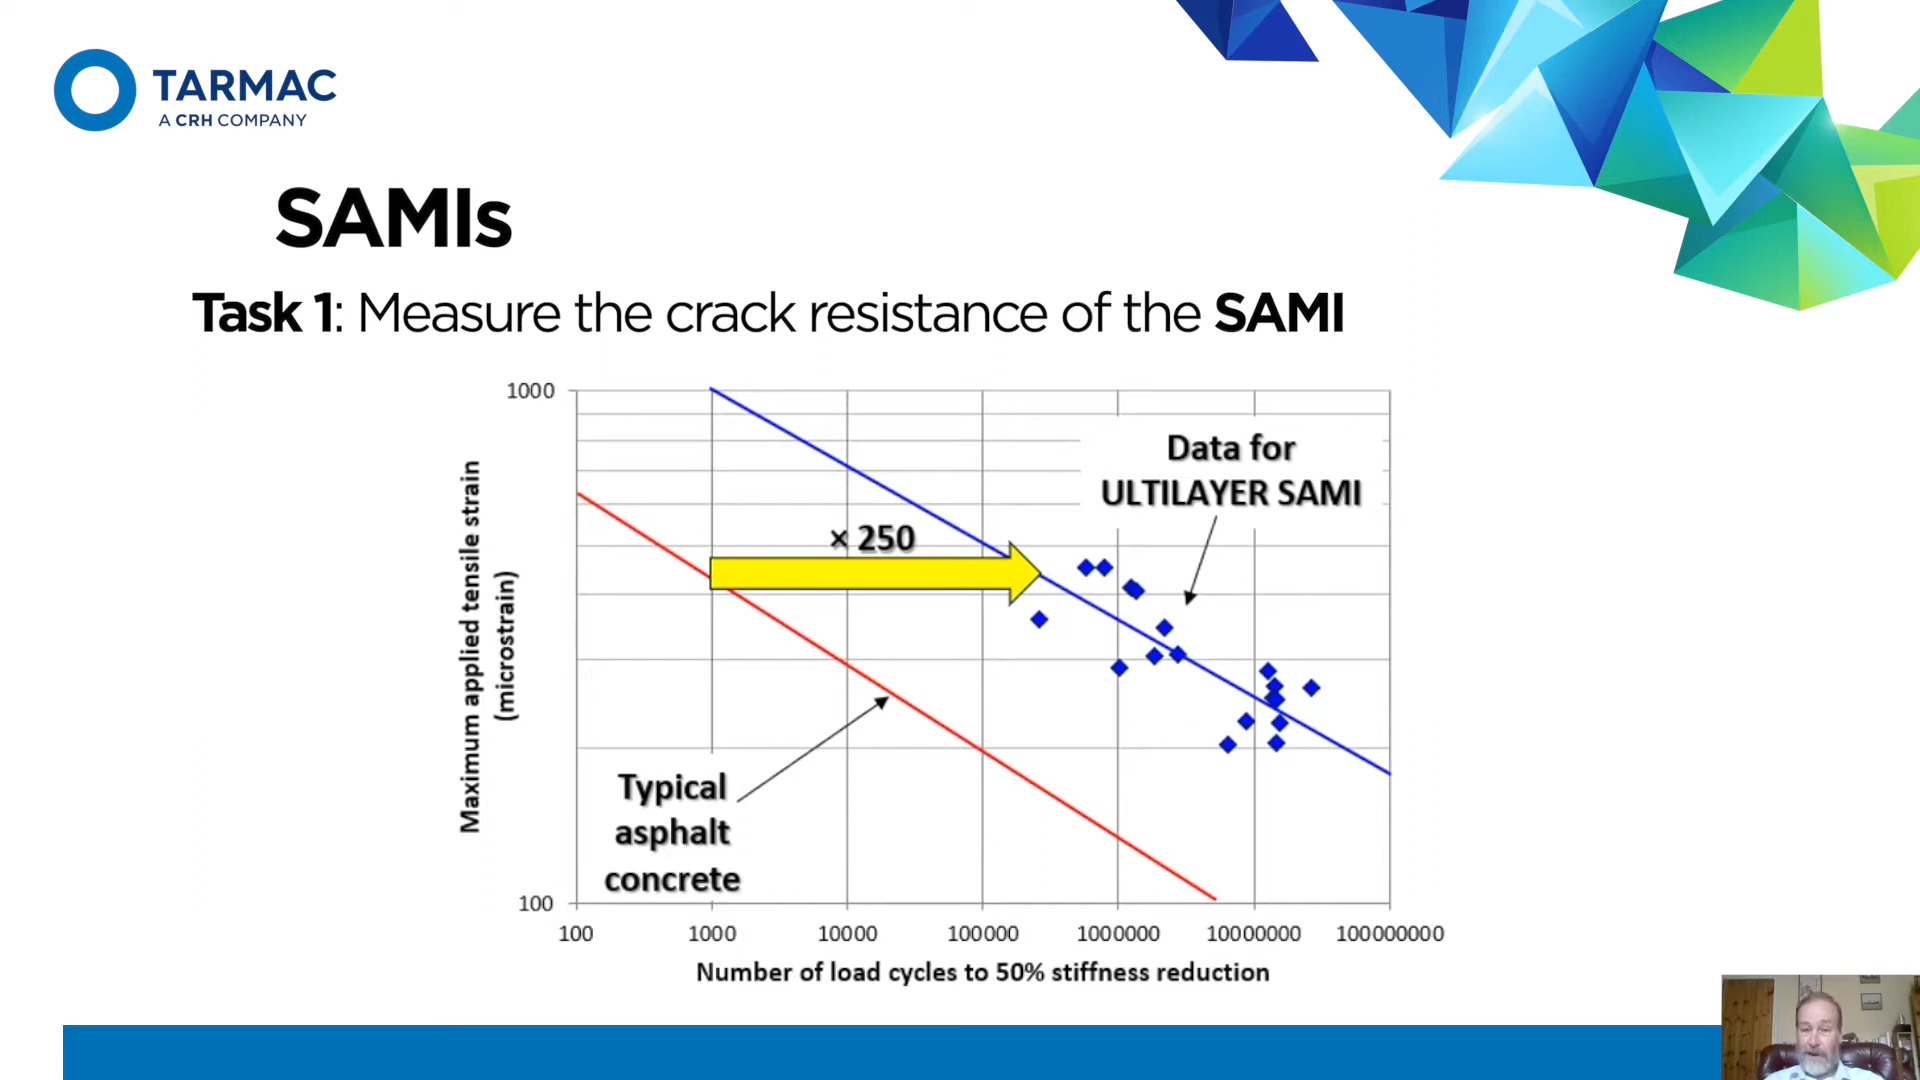 TARMAC
A CRH COMPANY
SAMIs
Task 1: Measure the crack resistance of the SAMI
1000
Data for
ULTILAYER SAMI
× 250
Maximum applied tensile strain
(microstrain)
Typical
asphalt
concrete
100
100 1000 10000 100000 1000000 10000000 100000000
Number of load cycles to 50% stiffness reduction